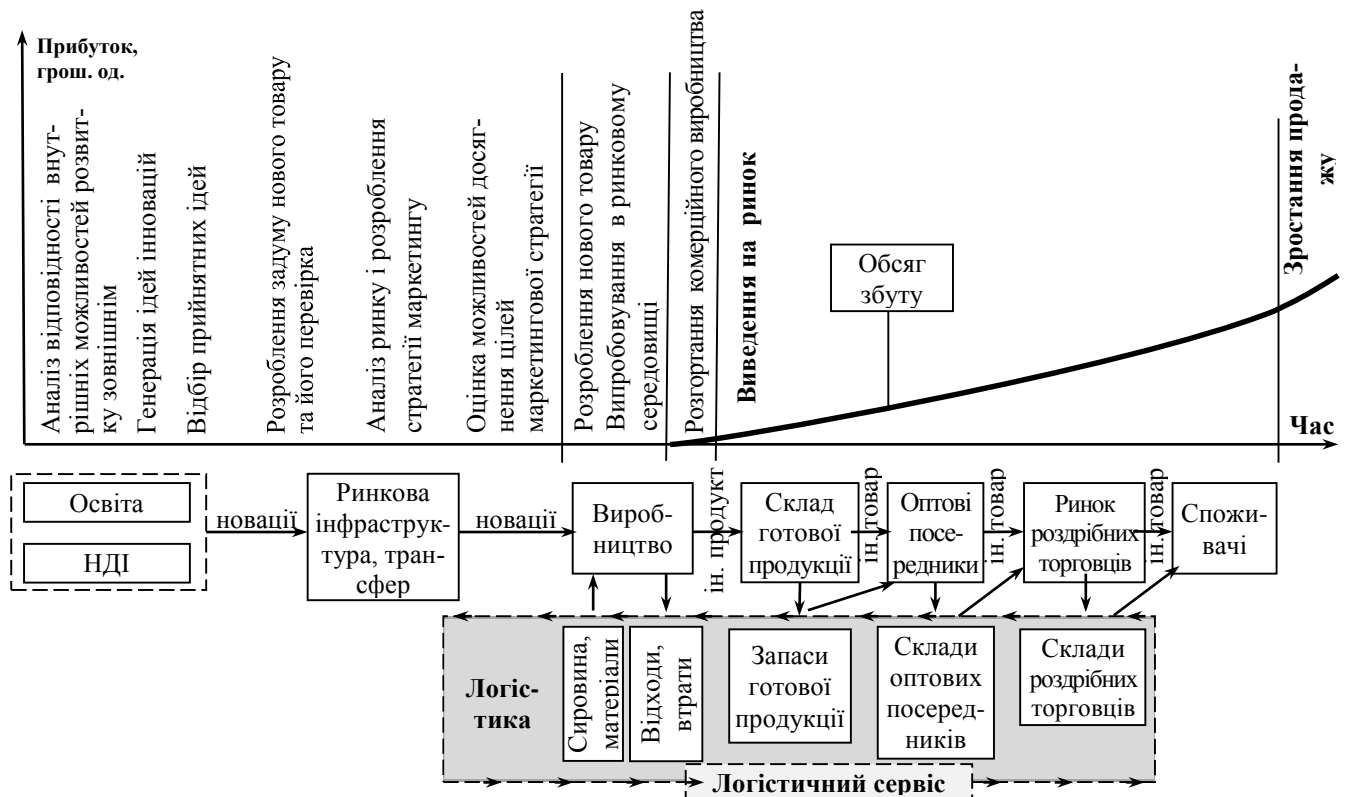 Прибуток,
грош. од.
Аналіз відповідності внут-
рішніх можливостей розвит-
ку зовнішнім
Генерація ідей інновацій
Відбір прийнятних ідей
Розроблення задуму нового товару
та його перевірка
Аналіз ринку і розроблення
стратегії маркетингу
Оцінка можливостей досяг-
нення цілей
маркетингової стратегії
Розроблення нового товару
Випробовування в ринковому
середовищі
Розгортання комерційного виробництва
Виведення на ринок
Зростання прода-
жу
Обсяг
збуту
Час
Освіта
НДІ
новації
Ринкова
інфраструк-
тура, тран-
сфер
новації
Вироб-
ництво
ін. продукт
Склад
готової
продукції
ін. товар
Оптові
посе-
редники
ін. товар
Ринок
роздрібних
торговців
ін. товар
Спожи-
вачі
Логіс-
тика
Сировина,
матеріали
Відходи,
втрати
Запаси
готової
продукції
Склади
оптових
посеред-
ників
Склади
роздрібних
торговців
Логістичний сервіс